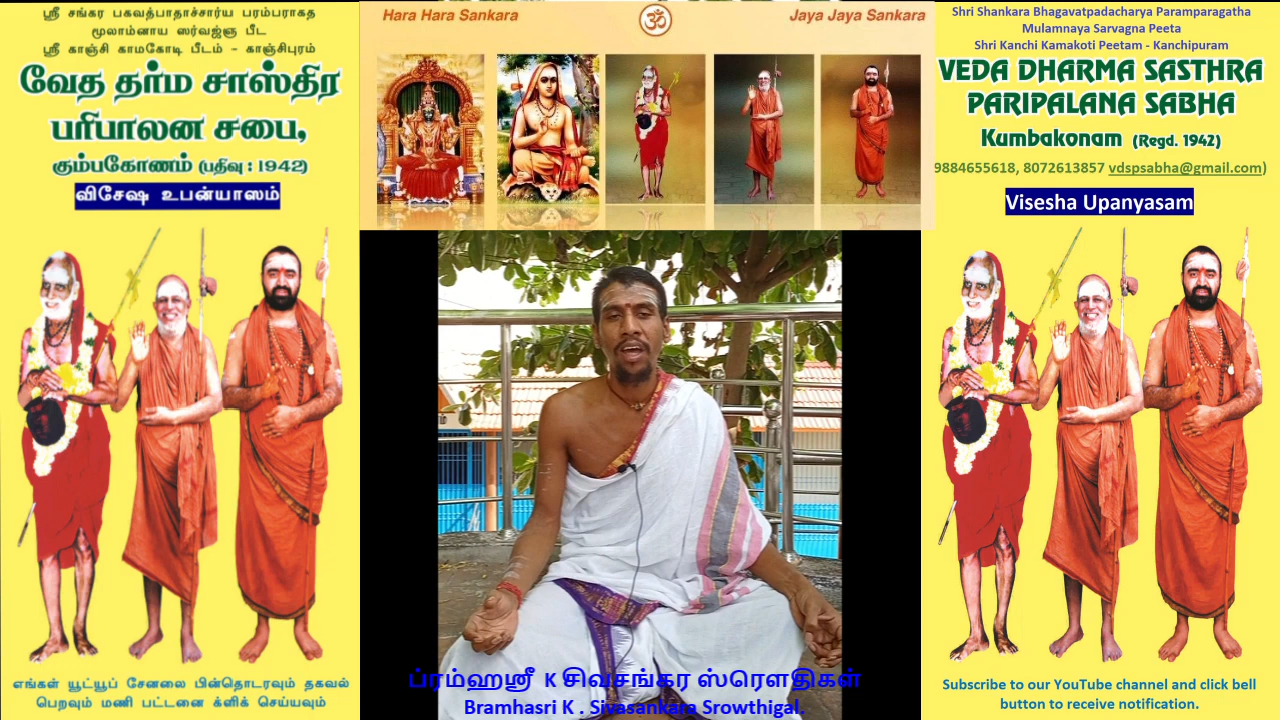 ஸ்ரீ சங்கர பகவத்பாதாச்சார்ய பரம்பராகத
மூலாம்னாய ஸர்வஜ்ஞ பீட
ஸ்ரீ காஞ்சி காமகோடி பீடம் - காஞ்சிபுரம்
வேத தர்ம சாஸ்திர
பரிபாலன சபை,
கும்பகோணம் (பதிவு : 1942)
விசேஷ உபன்யாஸம்
எங்கள் யூட்யூப் சேனலை பின்தொடரவும் தகவல்
பெறவும் மணி பட்டனை க்ளிக் செய்யவும்
Hara Hara Sankara
ॐ
Jaya Jaya Sankara
ப்ரம்ஹஸ்ரீ K சிவசங்கர ஸ்ரௌதிகள்
Bramhasri K . Sivasankara Srowthigal.
Shri Shankara Bhagavatpadacharya Paramparagatha
Mulamnaya Sarvagna Peeta
Shri Kanchi Kamakoti Peetam - Kanchipuram
VEDA DHARMA SASTHRA
PARIPALANA SABHA
Kumbakonam (Regd. 1942)
9884655618, 8072613857 vdspsabha@gmail.com)
Visesha Upanyasam
Subscribe to our YouTube channel and click bell
button to receive notification.